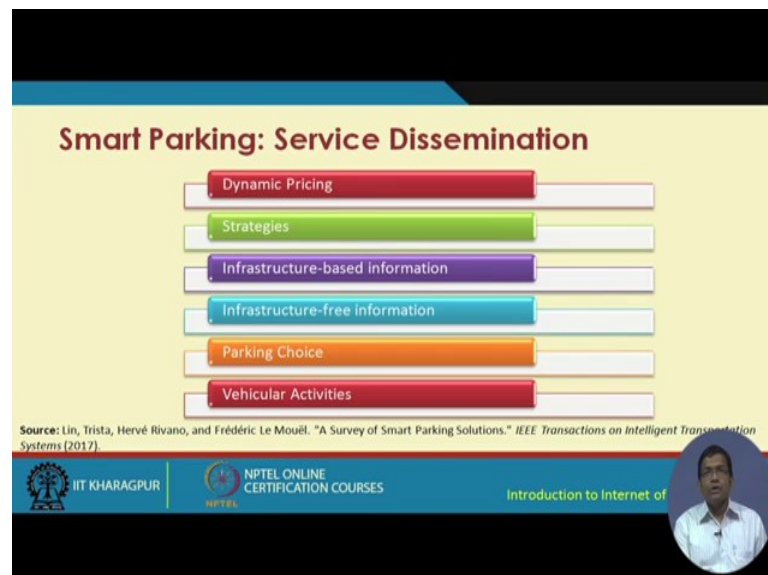 Smart Parking: Service Dissemination
Dynamic Pricing
Strategies
Infrastructure-based information
Infrastructure-free information
Parking Choice
Vehicular Activities
Source: Lin, Trista, Hervé Rivano, and Frédéric Le Mouël. "A Survey of Smart Parking Solutions." IEEE Transactions on Intelligent Transportation
Systems (2017).
IIT KHARAGPUR
NPTEL
NPTEL ONLINE
CERTIFICATION COURSES
Introduction to Internet of